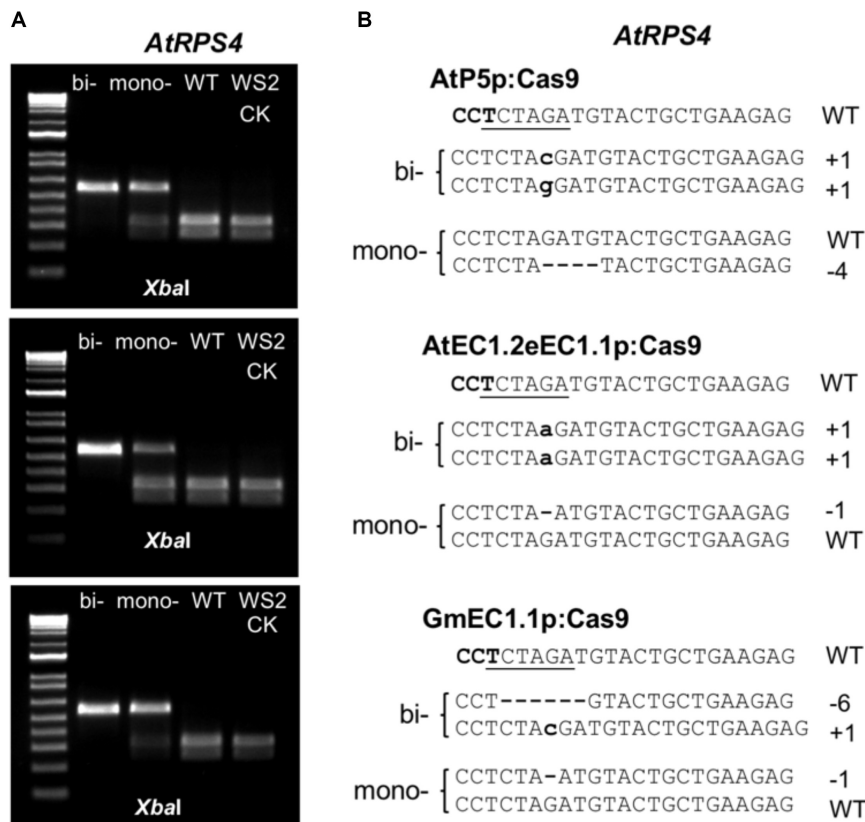 A
AtRPS4
bi- mono- WT WS2
CK
XbaI
bi- mono- WT WS2
CK
XbaI
bi- mono- WT WS2
CK
XbaI
B
AtRPS4
AtP5p:Cas9
CCTCTAGATGTACTGCTGAAGAG WT
bi-
CCTCTAcGATGTACTGCTGAAGAG +1
CCTCTAgGATGTACTGCTGAAGAG +1
mono-
CCTCTAGATGTACTGCTGAAGAG WT
CCTCTA----TACTGCTGAAGAG -4
AtEC1.2eEC1.1p:Cas9
CCTCTAGATGTACTGCTGAAGAG WT
bi-
CCTCTAaGATGTACTGCTGAAGAG +1
CCTCTAaGATGTACTGCTGAAGAG +1
mono-
CCTCTA-ATGTACTGCTGAAGAG -1
CCTCTAGATGTACTGCTGAAGAG WT
GmEC1.1p:Cas9
CCTCTAGATGTACTGCTGAAGAG WT
bi-
CCT------GTACTGCTGAAGAG -6
CCTCTAcGATGTACTGCTGAAGAG +1
mono-
CCTCTA-ATGTACTGCTGAAGAG -1
CCTCTAGATGTACTGCTGAAGAG WT